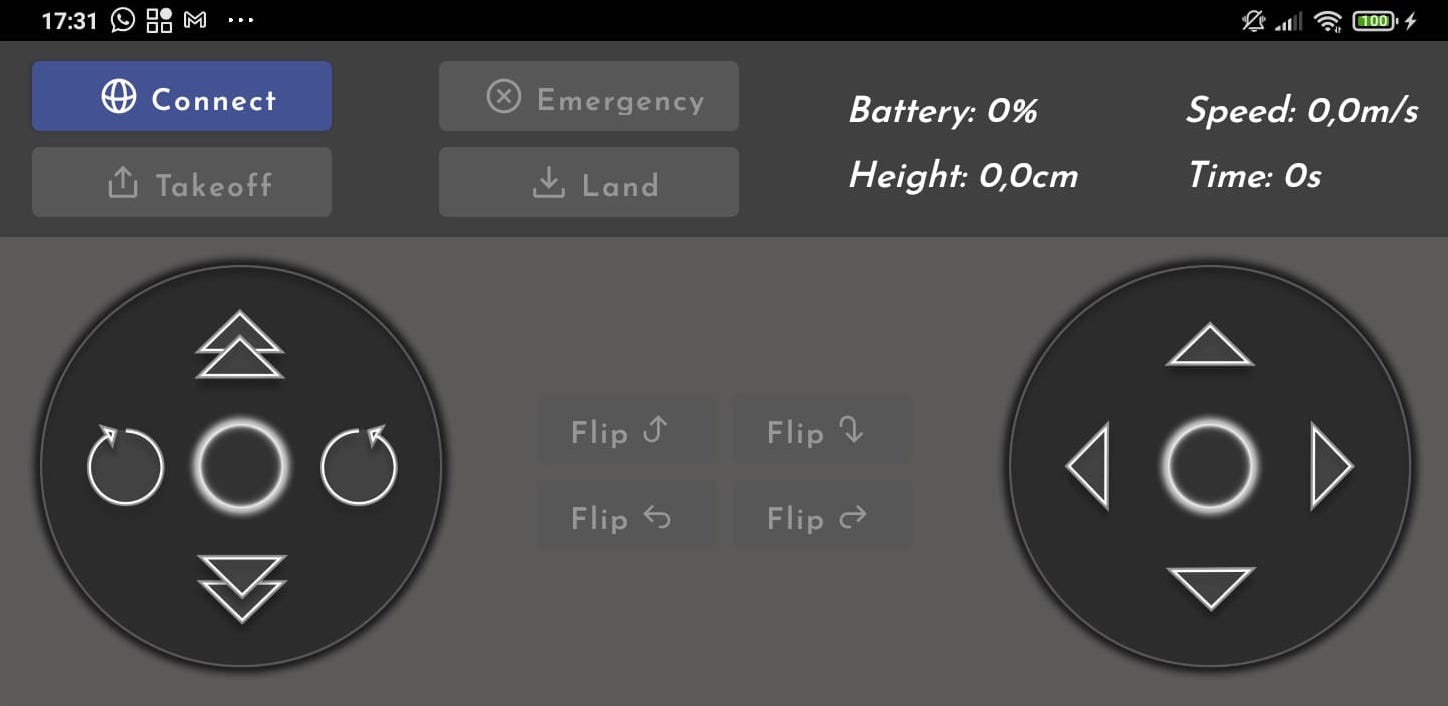 17:31
100
Connect
Emergency
Battery: 0%
Speed: 0,0m/s
Takeoff
Land
Height: 0,0cm
Time: 0s
Flip
Flip
Flip
Flip